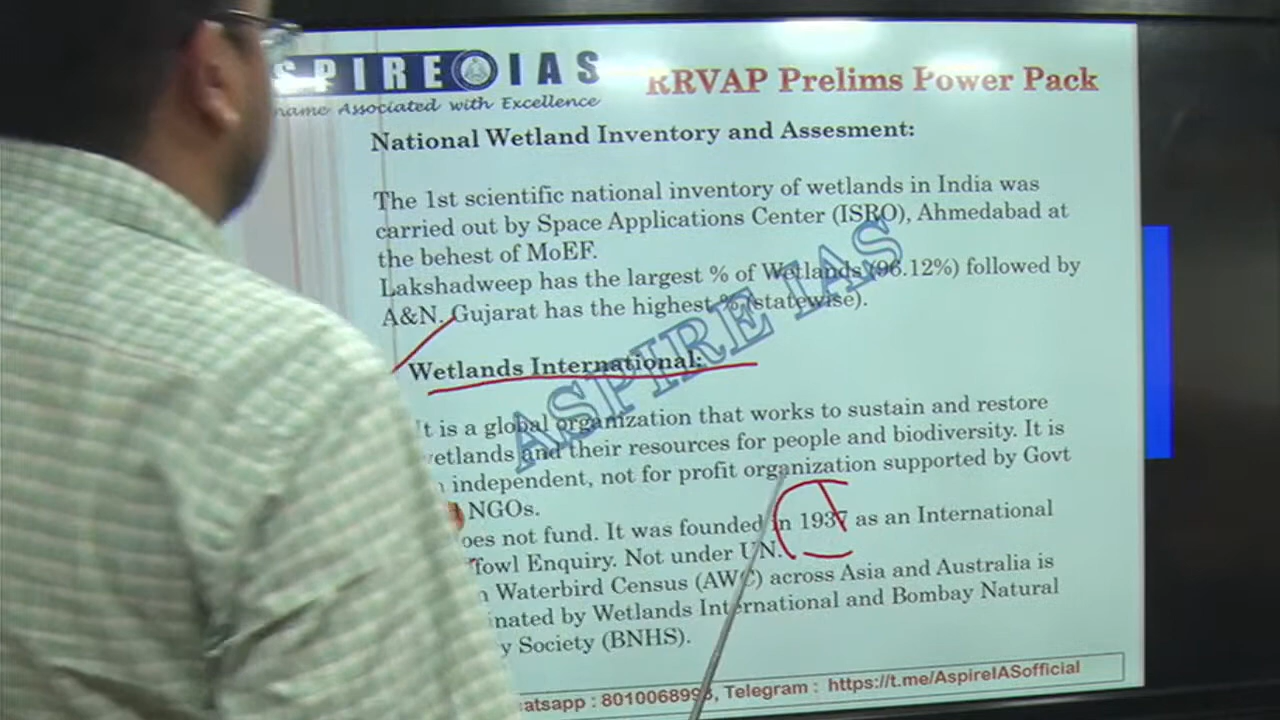 SPIRE IAS
name Associated with Excellence
RRVAP Prelims Power Pack
National Wetland Inventory and Assesment:
The 1st scientific national inventory of wetlands in India was
carried out by Space Applications Center (ISRO), Ahmedabad at
the behest of MoEF.
Lakshadweep has the largest % of Wetlands (96.12%) followed by
A&N. Gujarat has the highest % (statewise).
ASPIRE IAS
Wetlands International:
It is a global organization that works to sustain and restore
wetlands and their resources for people and biodiversity. It is
independent, not for profit organization supported by Govt
NGOs.
oes not fund. It was founded in 1937 as an International
fowl Enquiry. Not under UN.
n Waterbird Census (AWC) across Asia and Australia is
inated by Wetlands International and Bombay Natural
y Society (BNHS).
atsapp : 8010068998, Telegram : https://t.me/AspireIASofficial